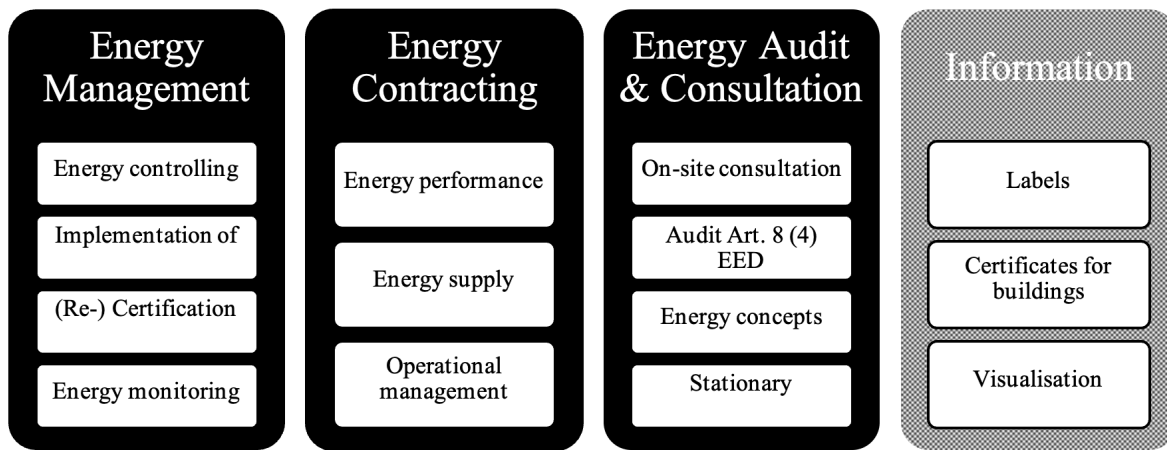 Energy
Management
Energy controlling
Implementation of
(Re-) Certification
Energy monitoring
Energy
Contracting
Energy performance
Energy supply
Operational
management
Energy Audit
& Consultation
On-site consultation
Audit Art. 8 (4)
EED
Energy concepts
Stationary
Information
Labels
Certificates for
buildings
Visualisation